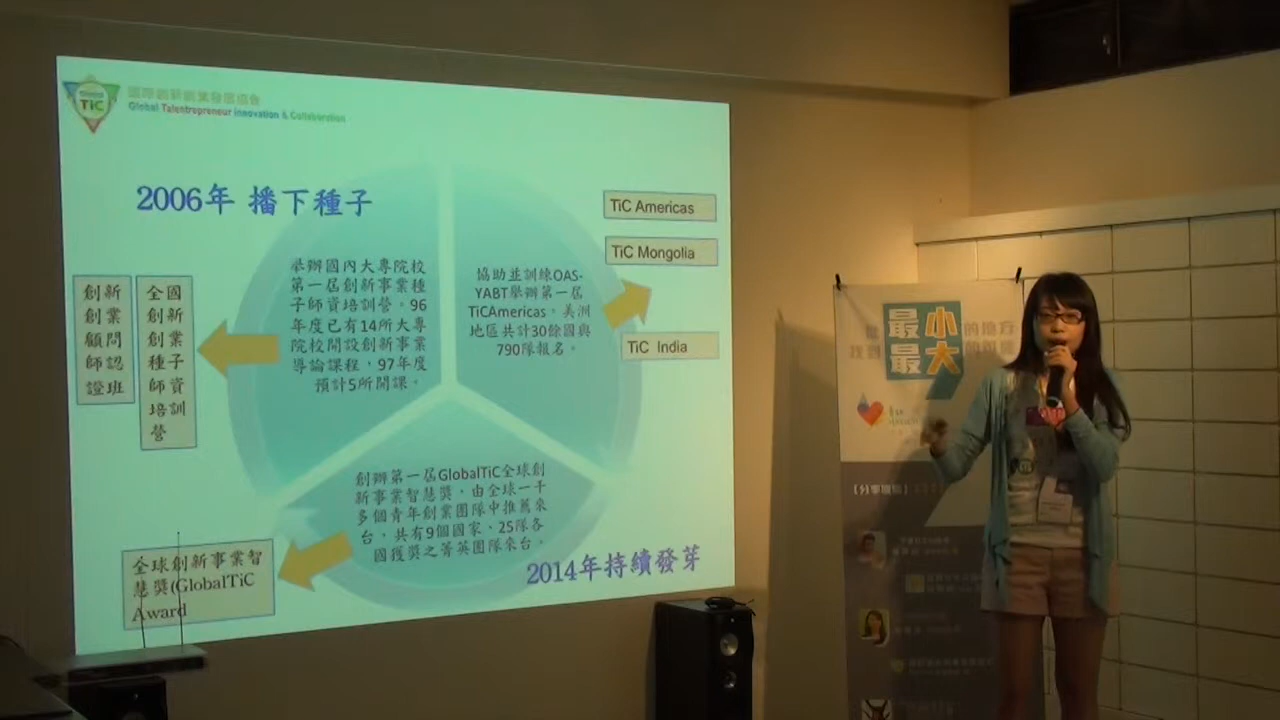 Global
TiC
國際創新創業發展協會
Global Talentrepreneur Innovation & Collaboration
2006年 播下種子
舉辦國內大專院校
第一屆創新事業種
子師資培訓營。96
年度已有14所大專
院校開設創新事業
導論課程，97年度
預計5所開課。
協助並訓練OAS-
YABT舉辦第一屆
TiCAmericas，美洲
地區共計30餘國與
790隊報名。
TiC Americas
TiC Mongolia
TiC India
創新
創業
顧問
師認
證班
全國
創新
創業
種子
師資
培訓
營
創辦第一屆GlobalTiC全球創
新事業智慧獎，由全球一千
多個青年創業團隊中推薦來
台，共有9個國家、25隊各
國獲獎之菁英團隊來台。
全球創新事業智
慧獎(GlobalTiC
Award
2014年持續發芽
最小
的地方
最大